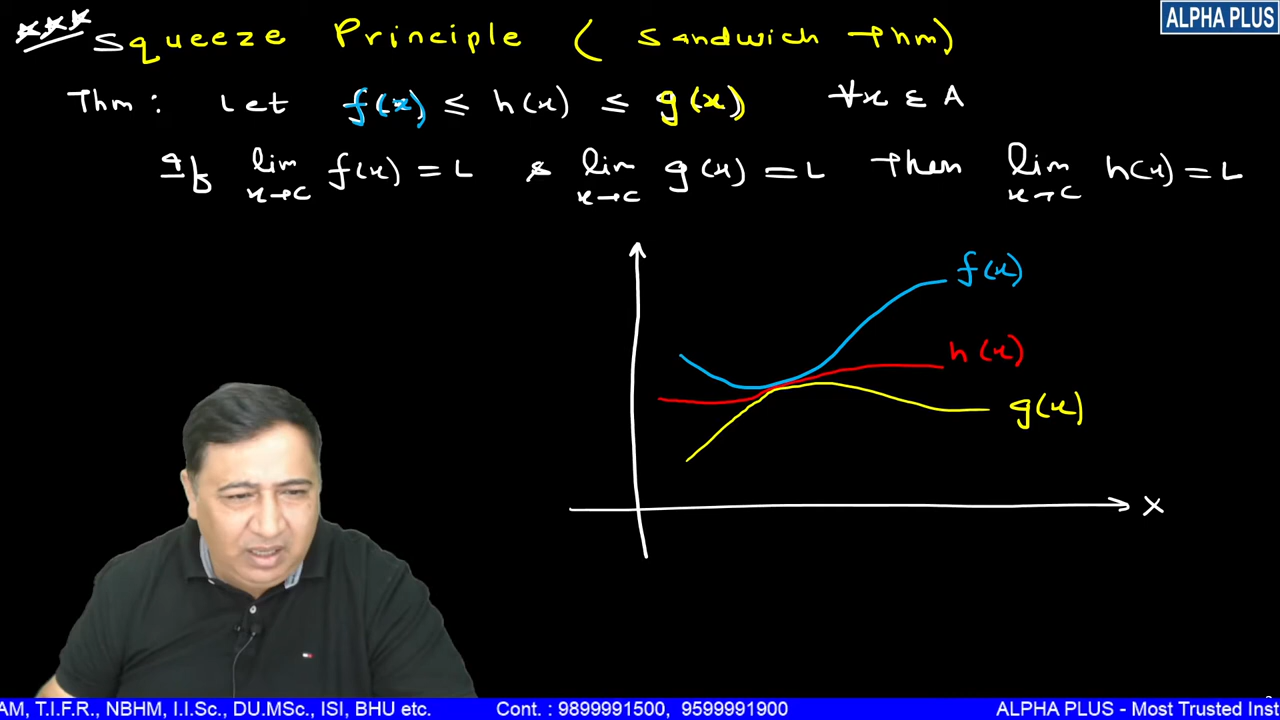 *** Squeeze Principle ( Sandwich Thm)
ALPHA PLUS
Thm : Let f(x) ≤ h(x) ≤ g(x) ∀x ε A
If lim x→c f(x) = L & lim x→c g(x) = L Then lim x→c h(x) = L
f(x)
h(x)
g(x)
X
AM, T.I.F.R., NBHM, I.I.Sc., DU.MSc., ISI, BHU etc. Cont. : 9899991500, 9599991900 ALPHA PLUS - Most Trusted Inst